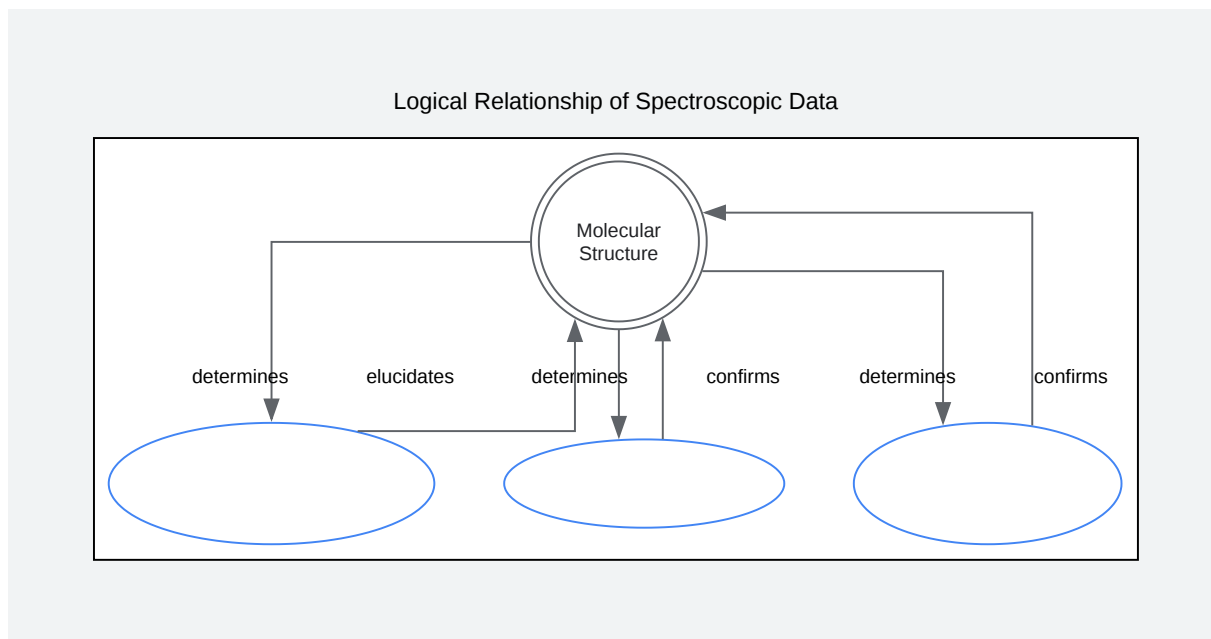 Logical Relationship of Spectroscopic Data
Molecular
Structure
determines
elucidates
determines
confirms
determines
confirms